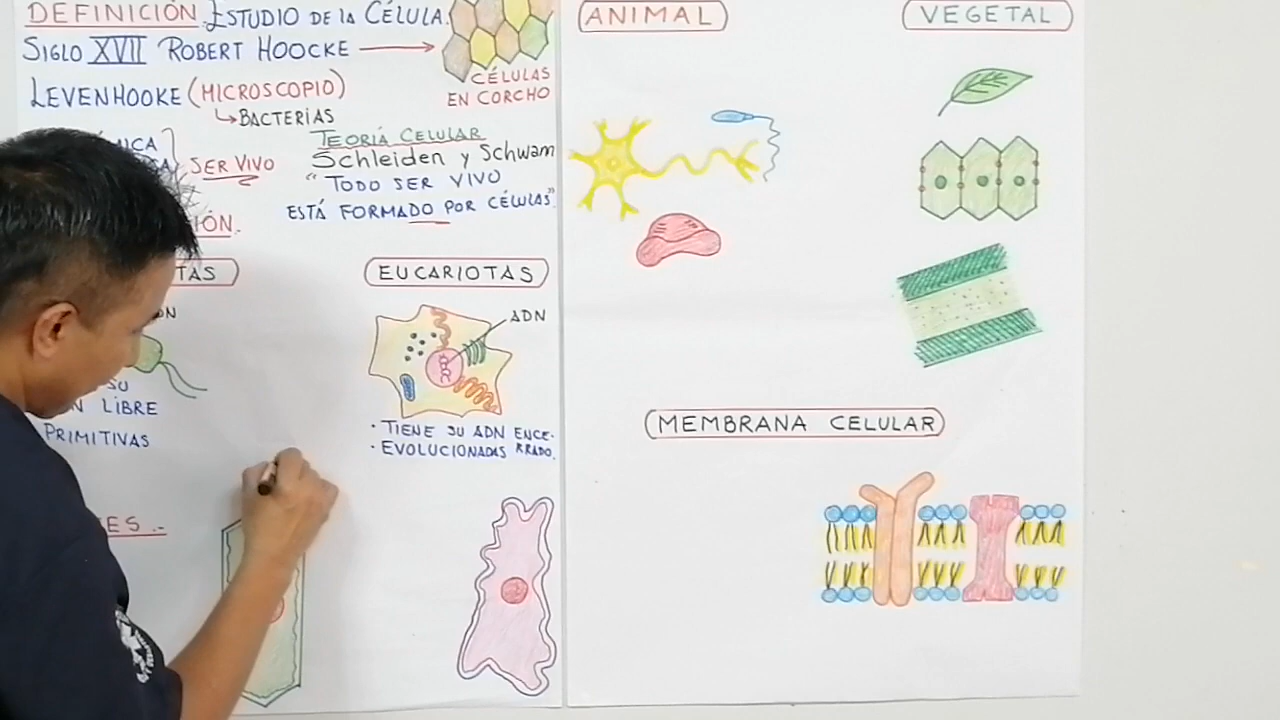 DEFINICIÓN. ESTUDIO DE LA CÉLULA.
SIGLO XVII ROBERT HOOCKE
CÉLULAS
EN CORCHO
LEVENHOOKE (MICROSCOPIO)
BACTERIAS
SER VIVO
TEORÍA CELULAR
Schleiden y Schwam
"TODO SER VIVO
ESTÁ FORMADO POR CÉLULAS"
EUCARIOTAS
ADN
SU
LIBRE
PRIMITIVAS
• TIENE SU ADN ENCE-
RRADO.
• EVOLUCIONADAS
ANIMAL
VEGETAL
MEMBRANA CELULAR